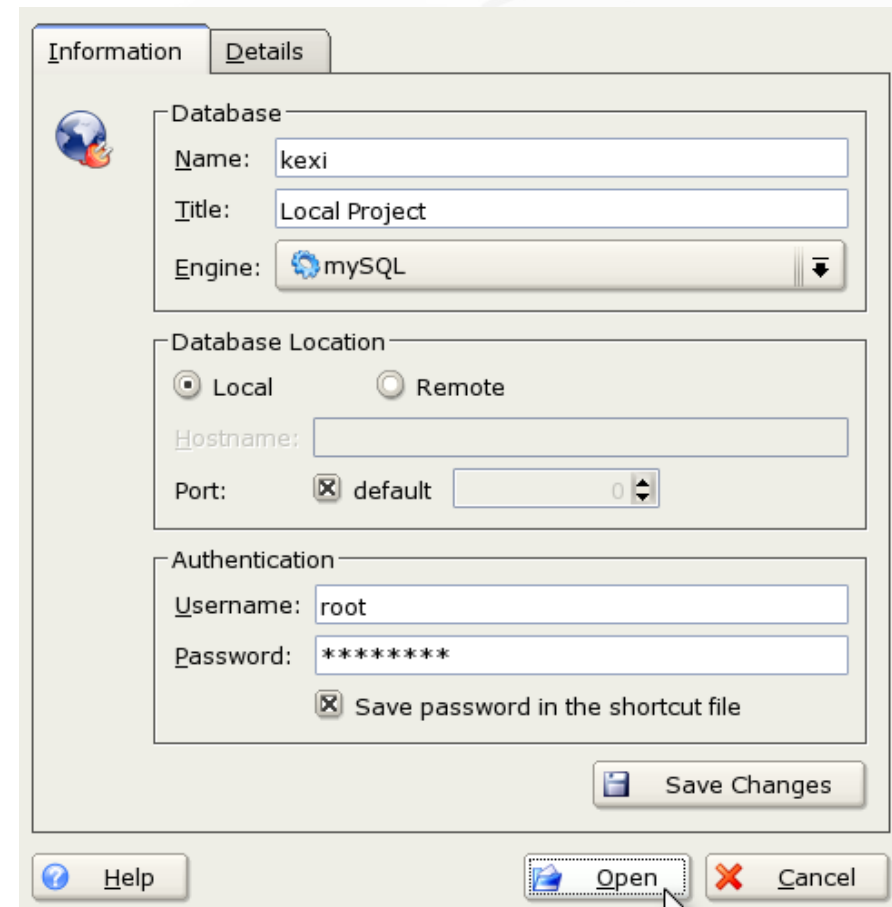 Information Details
Database
Name: kexi
Title: Local Project
Engine: mySQL
Database Location
Local Remote
Hostname:
Port: default 0
Authentication
Username: root
Password: ********
Save password in the shortcut file
Save Changes
Help Open Cancel